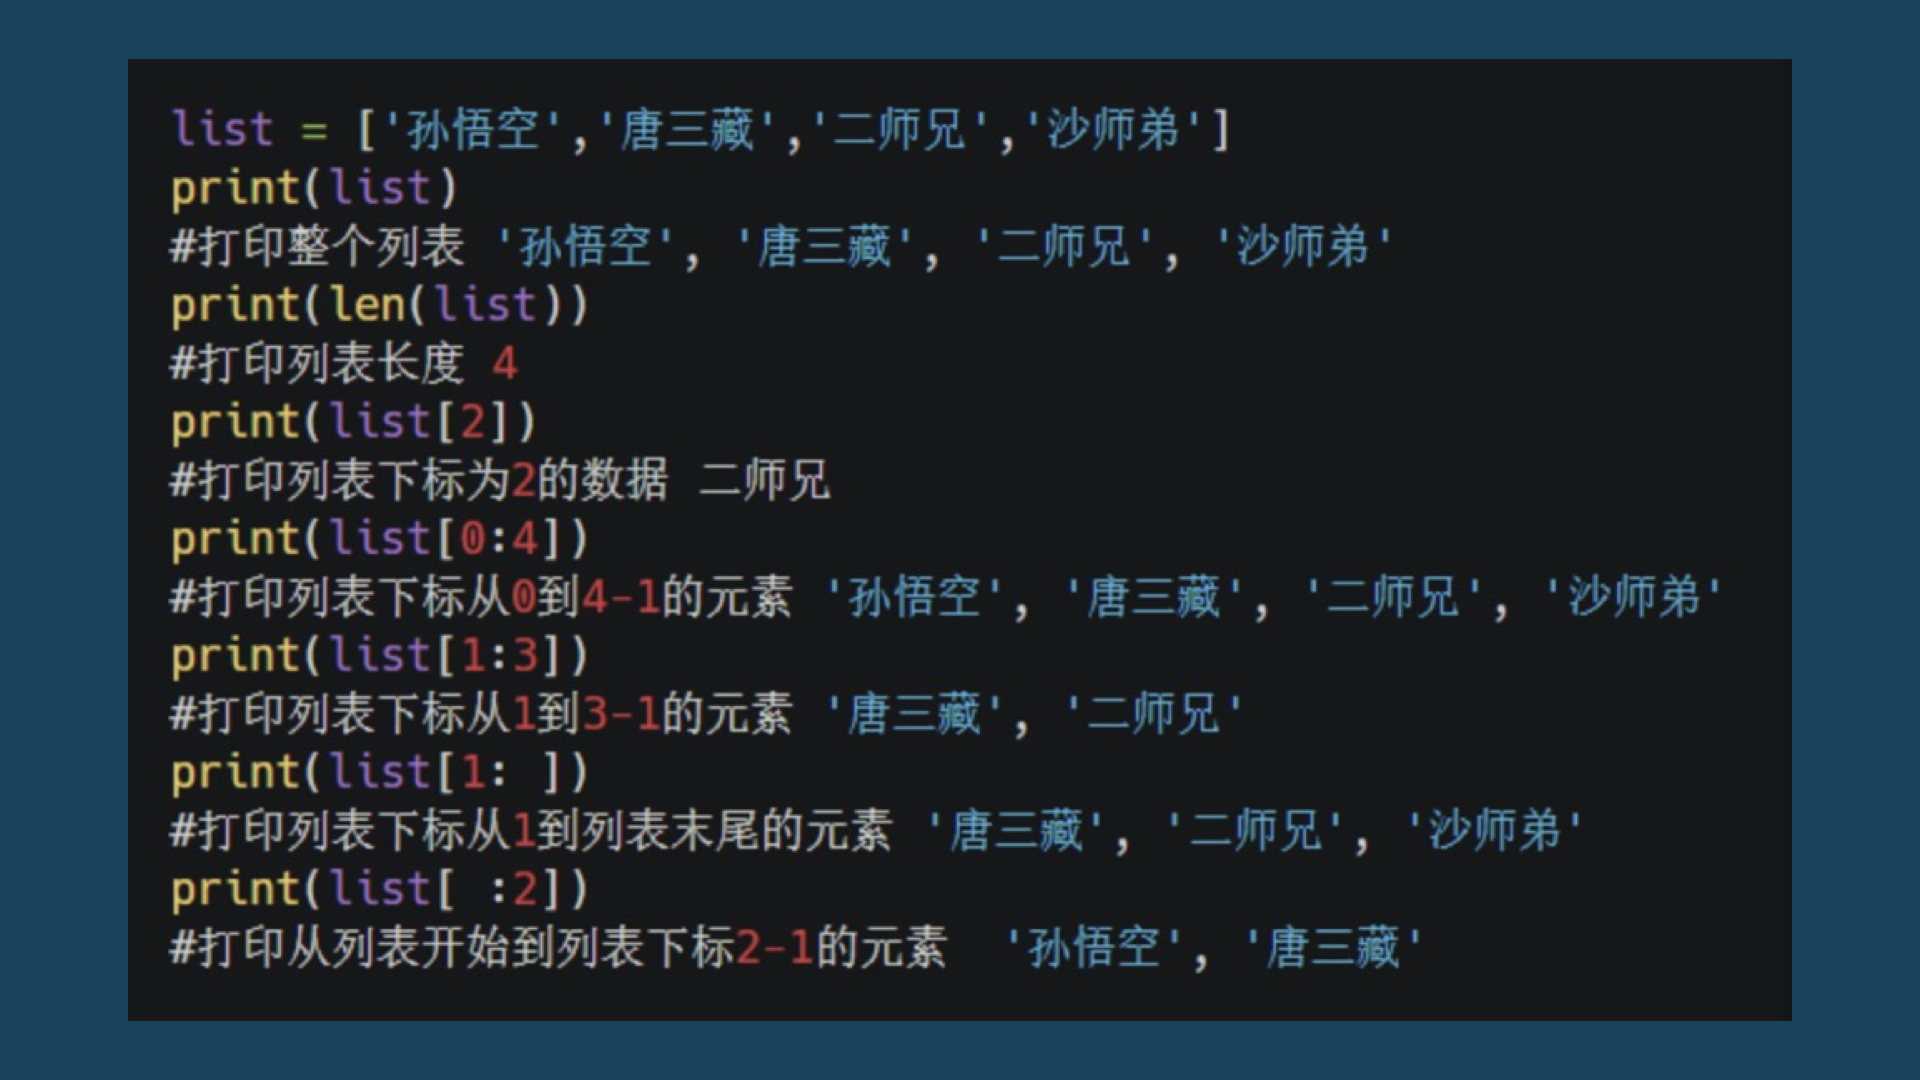 list = ['孙悟空','唐三藏','二师兄','沙师弟']
print(list)
#打印整个列表 '孙悟空', '唐三藏', '二师兄', '沙师弟'
print(len(list))
#打印列表长度 4
print(list[2])
#打印列表下标为2的数据 二师兄
print(list[0:4])
#打印列表下标从0到4-1的元素 '孙悟空', '唐三藏', '二师兄', '沙师弟'
print(list[1:3])
#打印列表下标从1到3-1的元素 '唐三藏', '二师兄'
print(list[1: ])
#打印列表下标从1到列表末尾的元素 '唐三藏', '二师兄', '沙师弟'
print(list[ :2])
#打印从列表开始到列表下标2-1的元素  '孙悟空', '唐三藏'